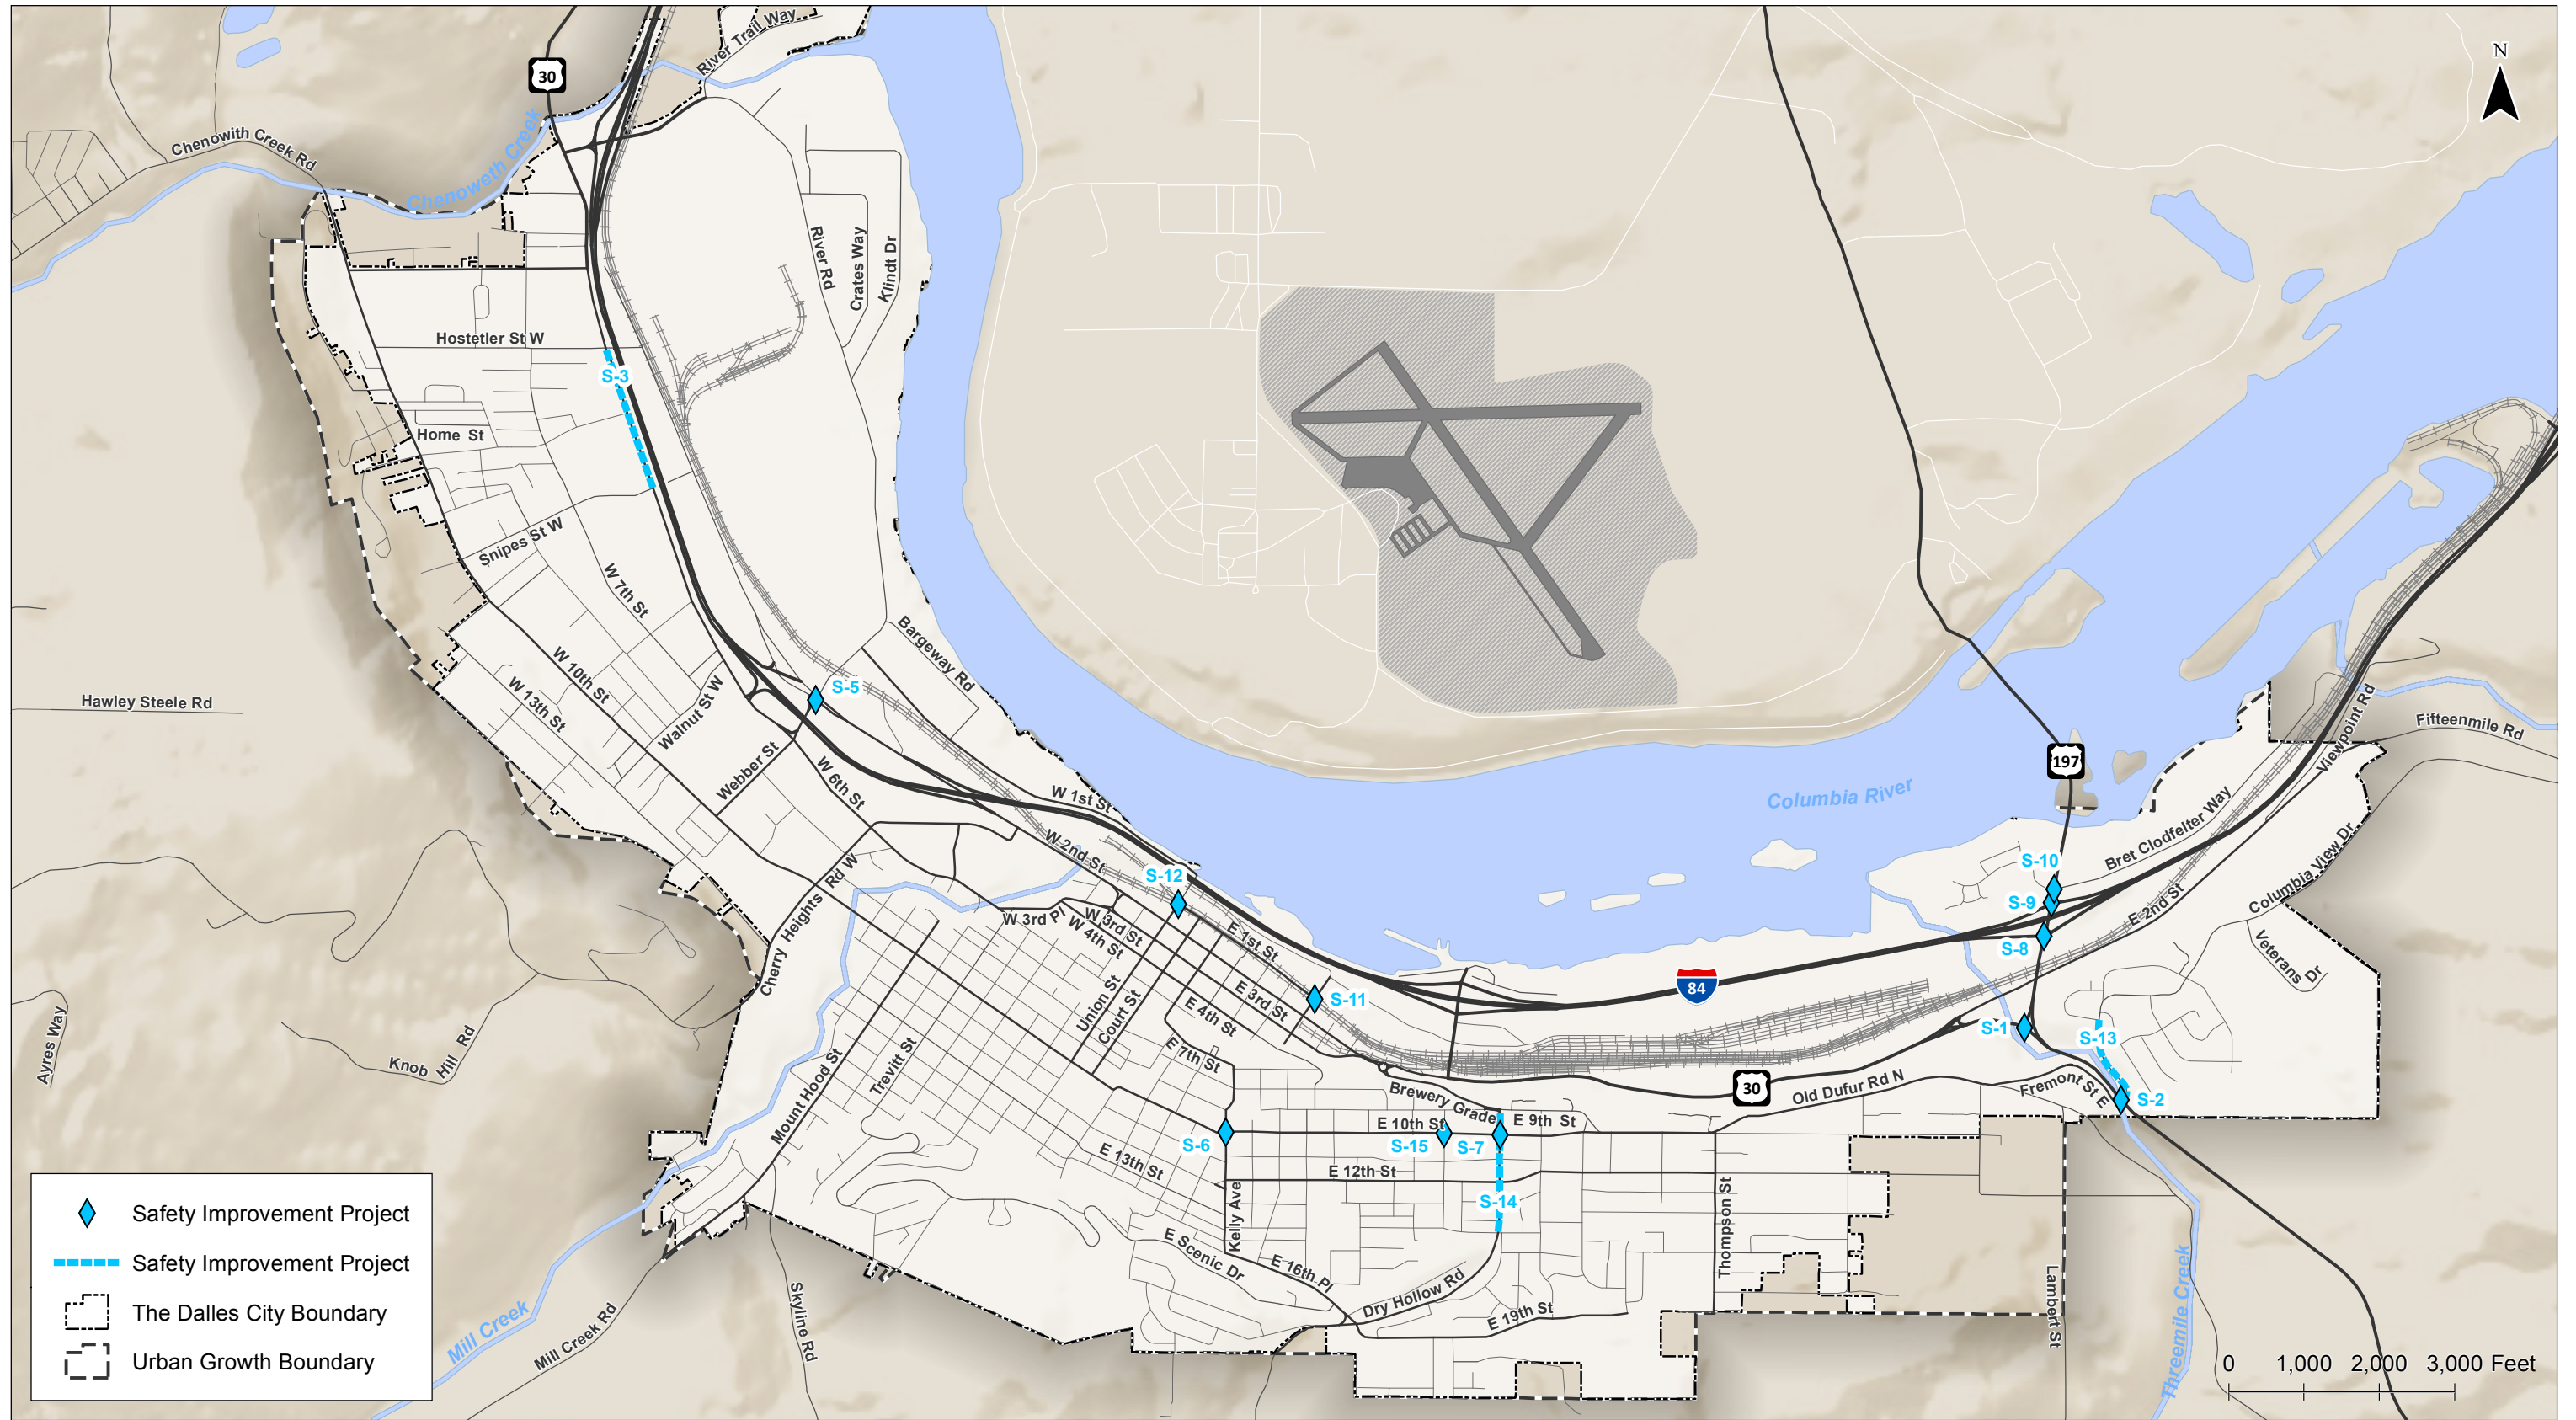 River Trail Way
N
30
Chenowith Creek Rd
Chenoweth Creek
River Rd
Crates Way
Klindt Dr
Hostetler St W
S-3
Home St
Snipes St W
W 7th St
Bargeway Rd
W 10th St
W 13th St
Walnut St W
S-5
Hawley Steele Rd
Webber St
W 6th St
W 1st St
W 2nd St
Columbia River
197
Viewpoint Rd
Fifteenmile Rd
Bret Clodfelter Way
Columbia View Dr
S-10
S-9
S-8
E 2nd St
Veterans Dr
S-12
Cherry Heights Rd W
W 3rd Pl
W 3rd St
W 4th St
E 1st St
Union St
Court St
E 3rd St
E 4th St
S-11
84
S-1
S-13
Ayres Way
Knob Hill Rd
Mount Hood St
Trevitt St
E 7th St
Brewery Grade
30
Old Dufur Rd N
Fremont St E
S-2
E 10th St
E 9th St
S-6
S-15
S-7
E 13th St
E 12th St
S-14
Kelly Ave
Thompson St
E Scenic Dr
E 16th Pl
Dry Hollow Rd
E 19th St
Lambert St
Threemile Creek
Skyline Rd
Mill Creek
Mill Creek Rd
Safety Improvement Project
Safety Improvement Project
The Dalles City Boundary
Urban Growth Boundary
0 1,000 2,000 3,000 Feet